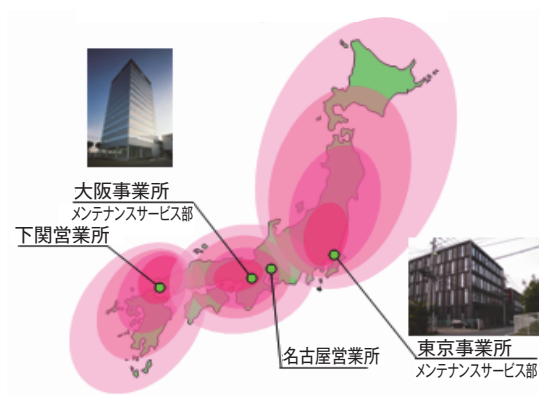 大阪事業所
メンテナンスサービス部
下関営業所
名古屋営業所
東京事業所
メンテナンスサービス部